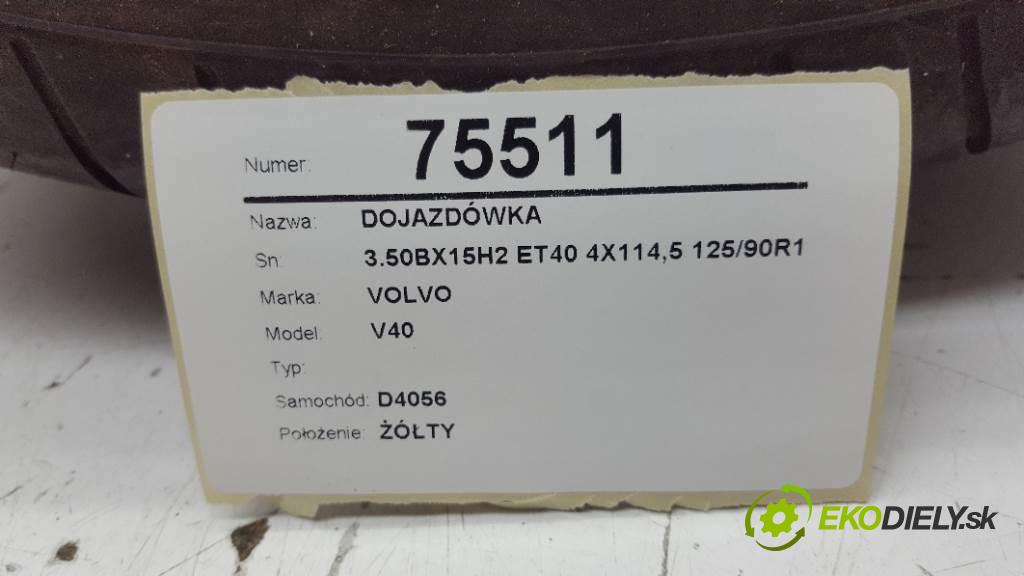 Numer: 75511
Nazwa: DOJAZDÓWKA
Sn: 3.50BX15H2 ET40 4X114,5 125/90R1
Marka: VOLVO
Model: V40
Typ:
Samochód: D4056
Położenie: ŻÓŁTY
EKODIELY.sk